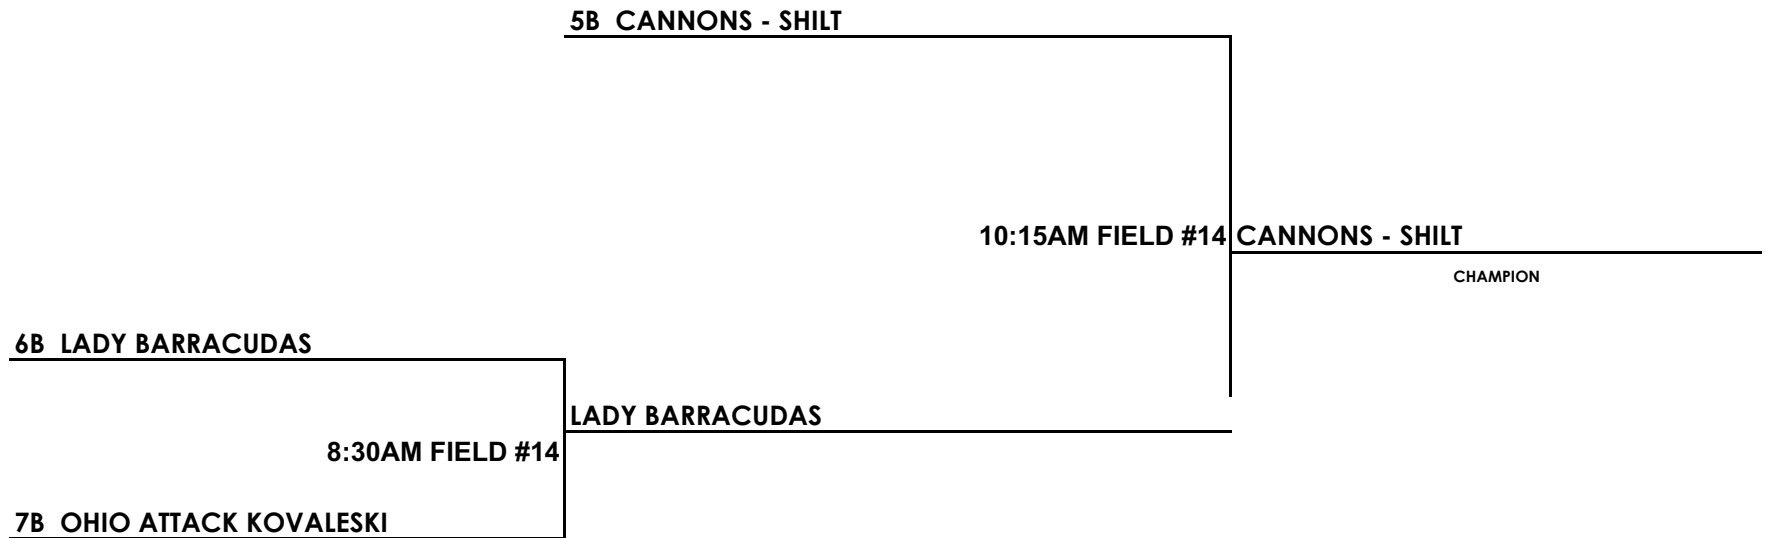 5B  CANNONS - SHILT
10:15AM FIELD #14 CANNONS - SHILT
CHAMPION
6B  LADY BARRACUDAS
LADY BARRACUDAS
8:30AM FIELD #14
7B  OHIO ATTACK KOVALESKI